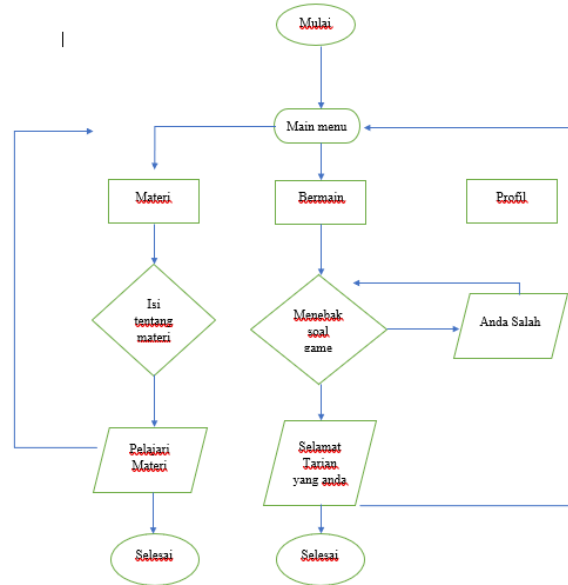 Mulai
Main menu
Materi
Bermain
Profil
Isi
tentang
materi
Menebak
soal
game
Anda Salah
Pelajari
Materi
Selamat
Tarian
yang anda
Selesai
Selesai